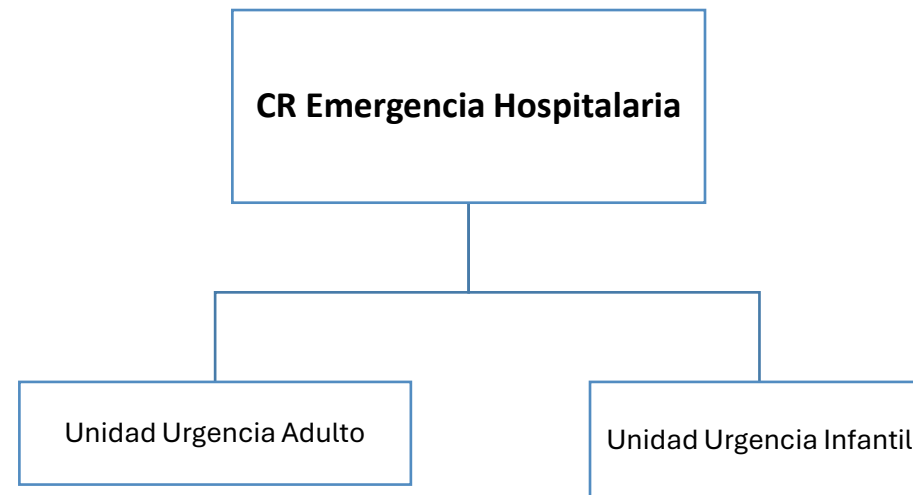 CR Emergencia Hospitalaria
Unidad Urgencia Adulto
Unidad Urgencia Infantil